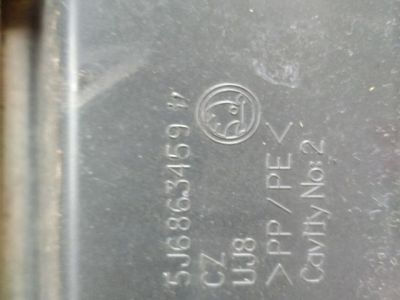 5J6863459
CZ
UJ8
>PP/PE<
Cavity No: 2